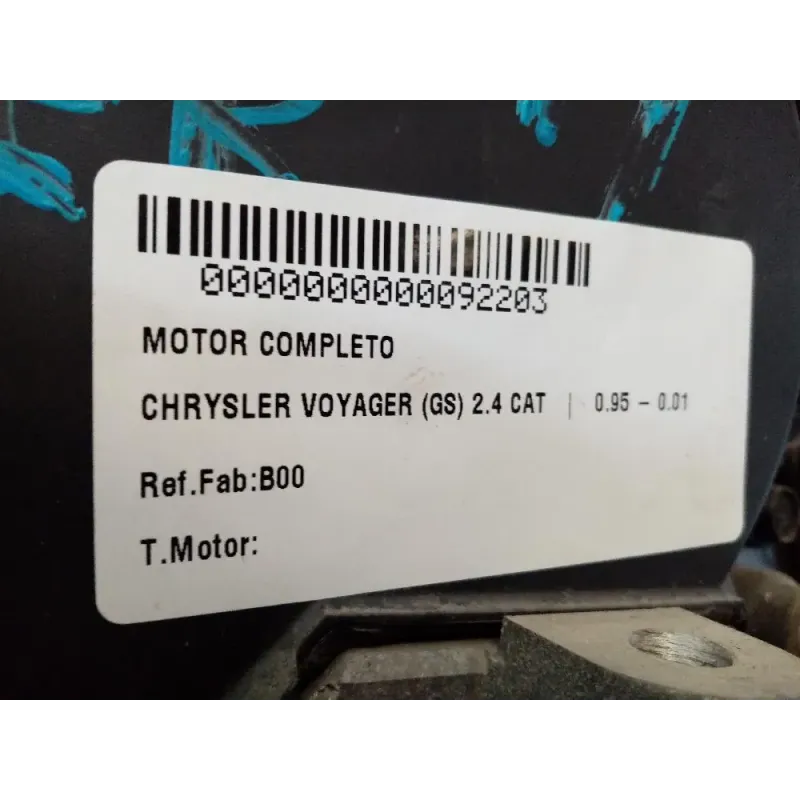 0000000000092203
MOTOR COMPLETO
CHRYSLER VOYAGER (GS) 2.4 CAT | 0.95 – 0.01
Ref.Fab:B00
T.Motor: